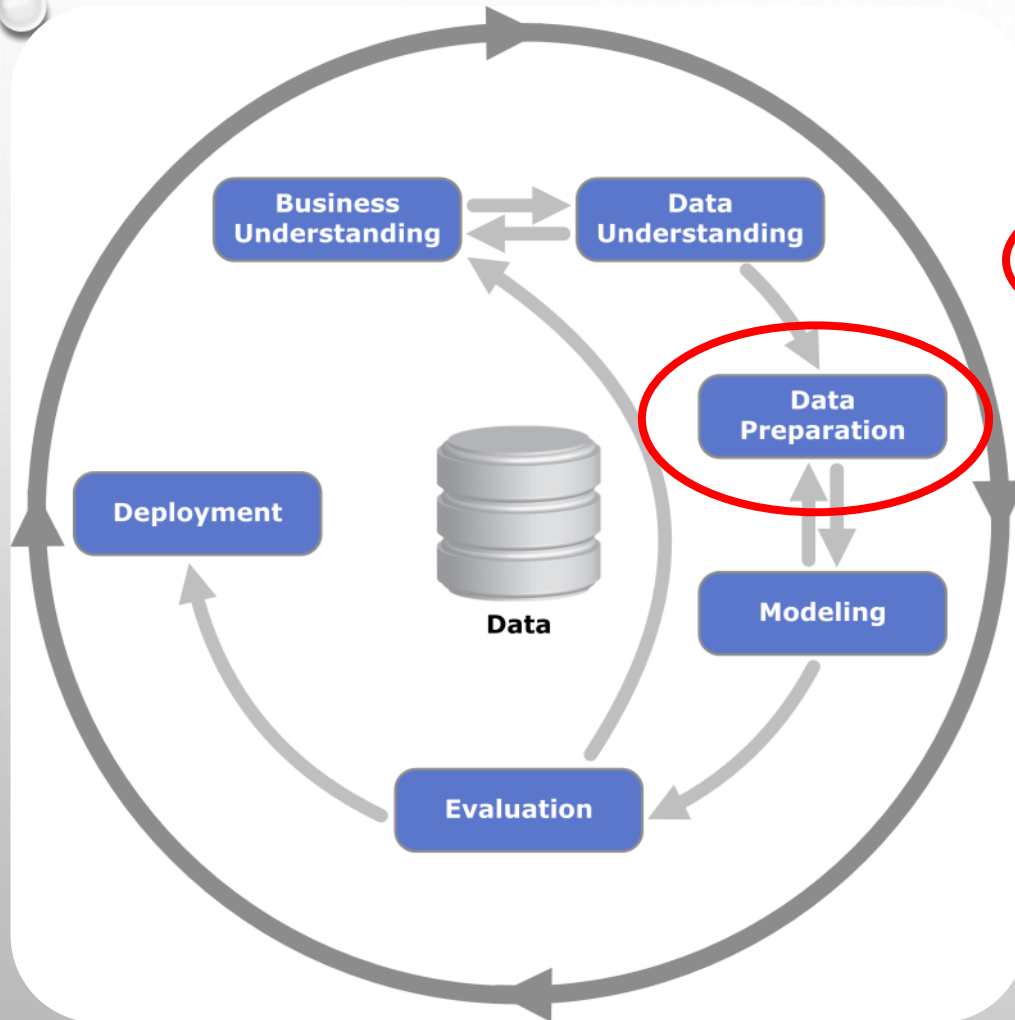 Business
Understanding
Data
Understanding
Data
Preparation
Deployment
Data
Modeling
Evaluation